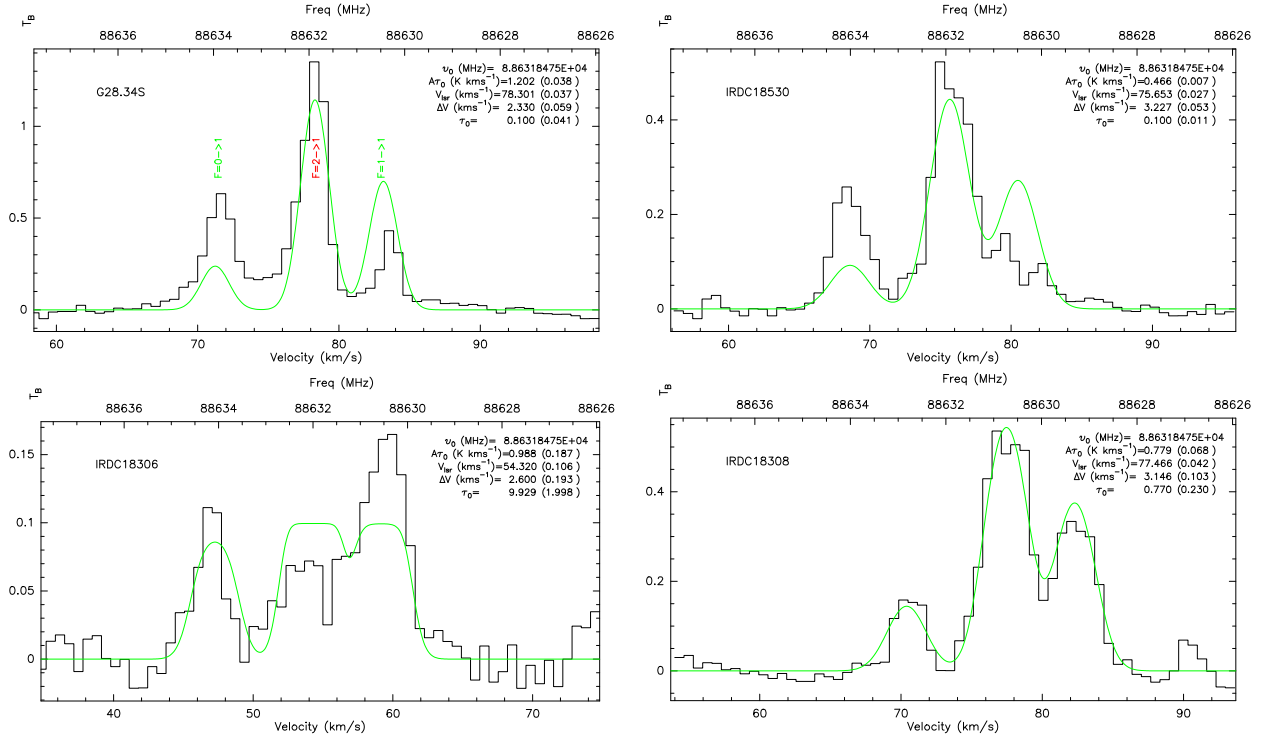 Freq (MHz)
T_B
88636 88634 88632 88630 88628 88626
G28.34S
υ₀ (MHz)= 8.86318475E+04
Aτ₀ (K kms⁻¹)=1.202 (0.038 )
V_lsr (kms⁻¹)=78.301 (0.037 )
ΔV (kms⁻¹)= 2.330 (0.059 )
τ₀= 0.100 (0.041 )
F=0->1
F=2->1
F=1->1
1
0.5
0
60 70 80 90
Velocity (km/s)
Freq (MHz)
T_B
88636 88634 88632 88630 88628 88626
IRDC18530
υ₀ (MHz)= 8.86318475E+04
Aτ₀ (K kms⁻¹)=0.466 (0.007 )
V_lsr (kms⁻¹)=75.653 (0.027 )
ΔV (kms⁻¹)= 3.227 (0.053 )
τ₀= 0.100 (0.011 )
0.4
0.2
0
60 70 80 90
Velocity (km/s)
Freq (MHz)
T_B
88636 88634 88632 88630 88628 88626
IRDC18306
υ₀ (MHz)= 8.86318475E+04
Aτ₀ (K kms⁻¹)=0.988 (0.187 )
V_lsr (kms⁻¹)=54.320 (0.106 )
ΔV (kms⁻¹)= 2.600 (0.193 )
τ₀= 9.929 (1.998 )
0.15
0.1
0.05
0
40 50 60 70
Velocity (km/s)
Freq (MHz)
T_B
88636 88634 88632 88630 88628 88626
IRDC18308
υ₀ (MHz)= 8.86318475E+04
Aτ₀ (K kms⁻¹)=0.779 (0.068 )
V_lsr (kms⁻¹)=77.466 (0.042 )
ΔV (kms⁻¹)= 3.146 (0.103 )
τ₀= 0.770 (0.230 )
0.4
0.2
0
60 70 80 90
Velocity (km/s)